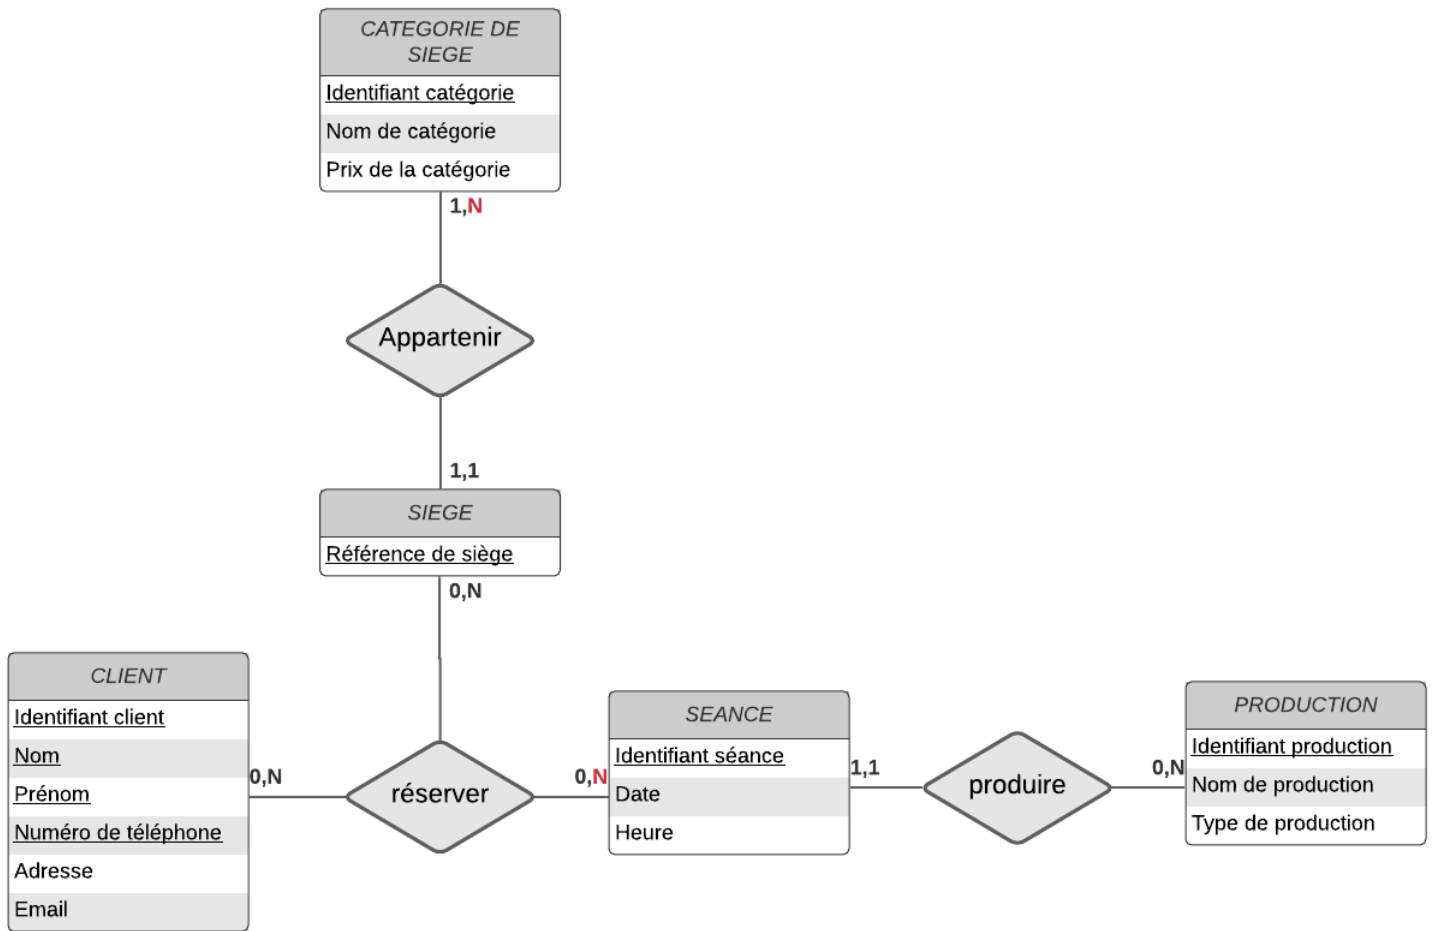 CATEGORIE DE
SIEGE
Identifiant catégorie
Nom de catégorie
Prix de la catégorie
1,N
Appartenir
1,1
SIEGE
Référence de siège
0,N
CLIENT
Identifiant client
Nom
Prénom
Numéro de téléphone
Adresse
Email
0,N
réserver
0,N
SEANCE
Identifiant séance
Date
Heure
1,1
produire
0,N
PRODUCTION
Identifiant production
Nom de production
Type de production